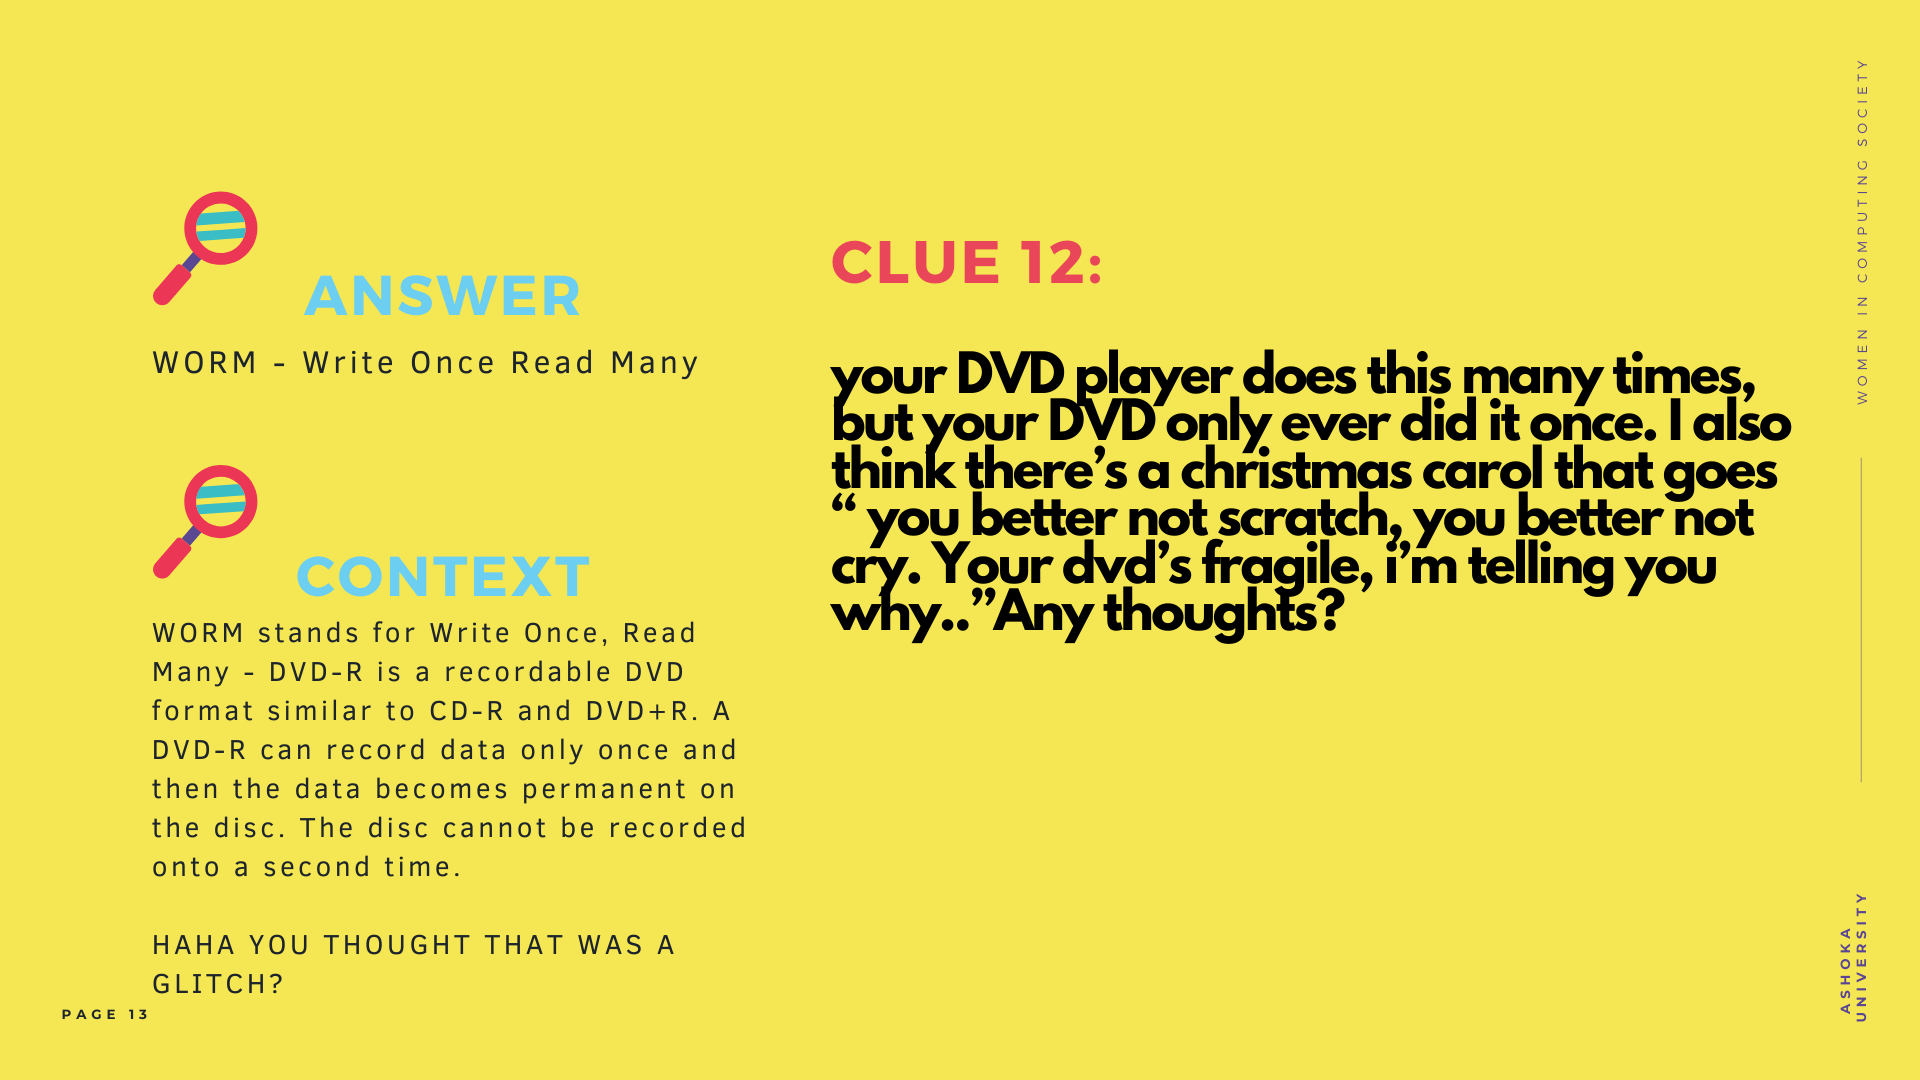 ANSWER
WORM - Write Once Read Many
CONTEXT
WORM stands for Write Once, Read
Many - DVD-R is a recordable DVD
format similar to CD-R and DVD+R. A
DVD-R can record data only once and
then the data becomes permanent on
the disc. The disc cannot be recorded
onto a second time.
HAHA YOU THOUGHT THAT WAS A
GLITCH?
PAGE 13
CLUE 12:
your DVD player does this many times,
but your DVD only ever did it once. I also
think there’s a christmas carol that goes
“ you better not scratch, you better not
cry. Your dvd’s fragile, i’m telling you
why..”Any thoughts?
WOMEN IN COMPUTING SOCIETY
ASHOKA
UNIVERSITY